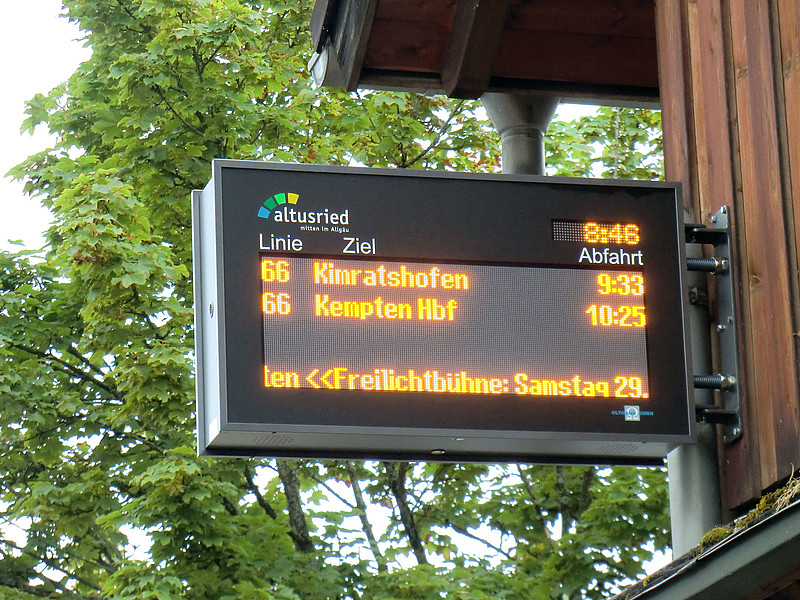 altusried
mitten im Allgäu
8:46
Linie Ziel Abfahrt
66 Kimratshofen 9:33
66 Kempten Hbf 10:25
ten <<Freilichtbühne: Samstag 29.